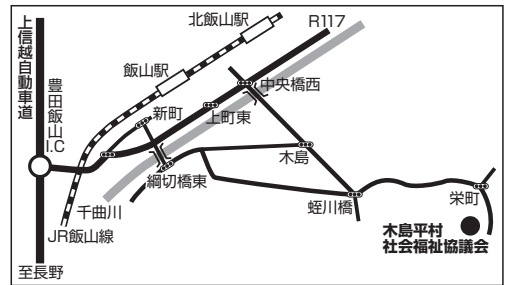 北飯山駅
R117
上信越自動車道
飯山駅
中央橋西
豊田飯山
I.C
新町
上町東
木島
綱切橋東
栄町
千曲川
蛭川橋
JR飯山線
木島平村
社会福祉協議会
至長野